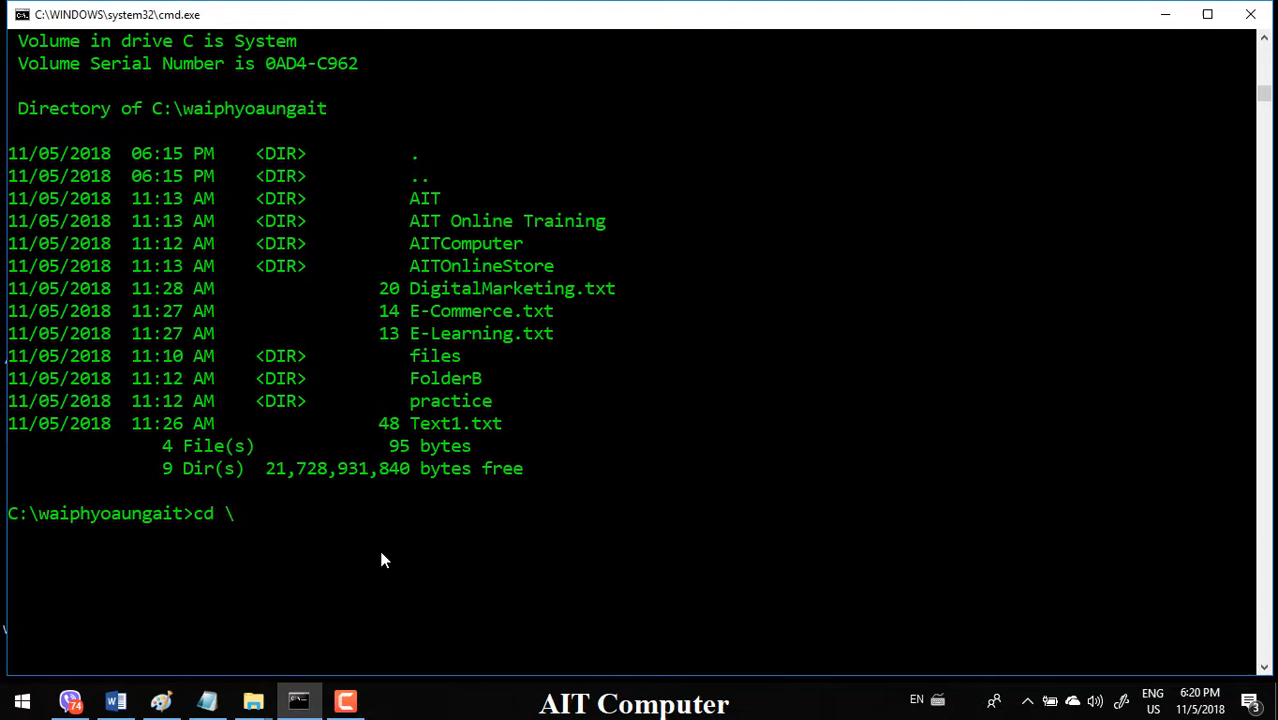 C:\WINDOWS\system32\cmd.exe
Volume in drive C is System
Volume Serial Number is 0AD4-C962
Directory of C:\waiphyoaungait
11/05/2018  06:15 PM    <DIR>          .
11/05/2018  06:15 PM    <DIR>          ..
11/05/2018  11:13 AM    <DIR>          AIT
11/05/2018  11:13 AM    <DIR>          AIT Online Training
11/05/2018  11:12 AM    <DIR>          AITComputer
11/05/2018  11:13 AM    <DIR>          AITOnlineStore
11/05/2018  11:28 AM                20 DigitalMarketing.txt
11/05/2018  11:27 AM                14 E-Commerce.txt
11/05/2018  11:27 AM                13 E-Learning.txt
11/05/2018  11:10 AM    <DIR>          files
11/05/2018  11:12 AM    <DIR>          FolderB
11/05/2018  11:12 AM    <DIR>          practice
11/05/2018  11:26 AM                48 Text1.txt
4 File(s)             95 bytes
9 Dir(s)  21,728,931,840 bytes free
C:\waiphyoaungait>cd \
74
AIT Computer
EN
ENG
US
6:20 PM
11/5/2018
3